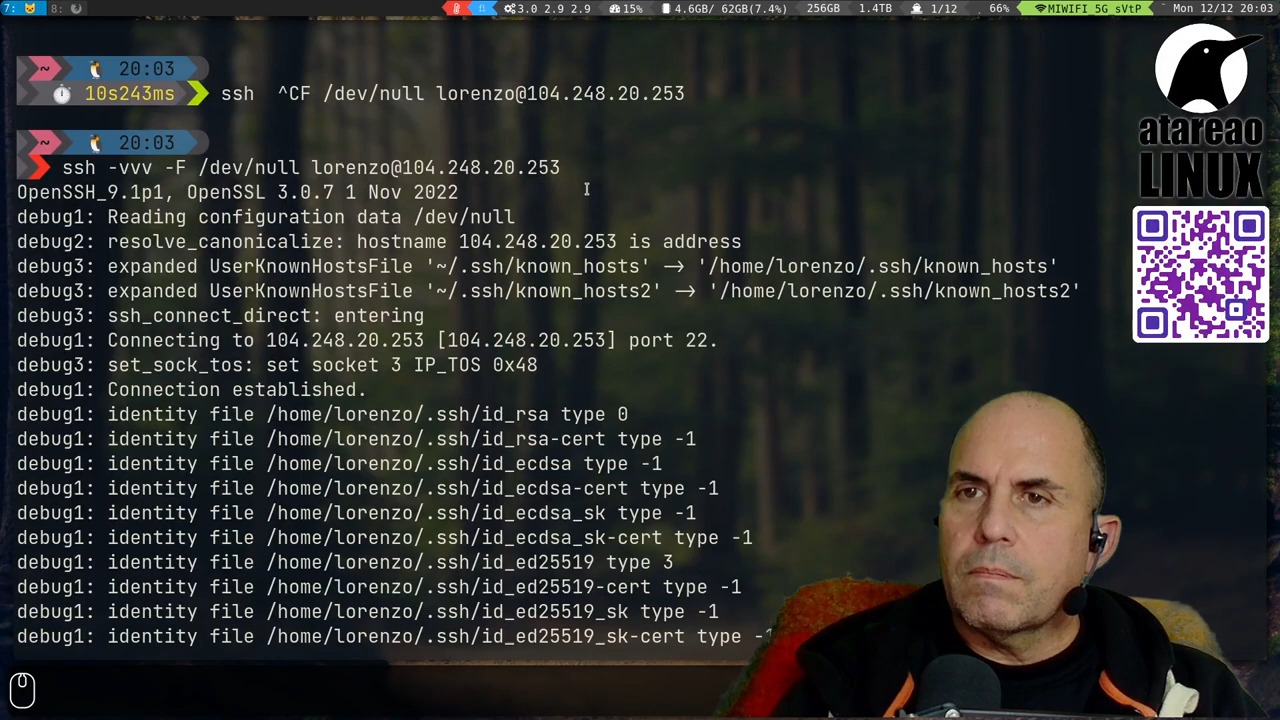 7: 8: 3.0 2.9 2.9 15% 4.6GB/ 62GB(7.4%) 256GB 1.4TB 1/12 66% MIWIFI 5G sVtP Mon 12/12 20:03
~ 20:03
10s243ms ssh ^CF /dev/null lorenzo@104.248.20.253
~ 20:03
ssh -vvv -F /dev/null lorenzo@104.248.20.253
OpenSSH_9.1p1, OpenSSL 3.0.7 1 Nov 2022
debug1: Reading configuration data /dev/null
debug2: resolve_canonicalize: hostname 104.248.20.253 is address
debug3: expanded UserKnownHostsFile '~/.ssh/known_hosts' -> '/home/lorenzo/.ssh/known_hosts'
debug3: expanded UserKnownHostsFile '~/.ssh/known_hosts2' -> '/home/lorenzo/.ssh/known_hosts2'
debug3: ssh_connect_direct: entering
debug1: Connecting to 104.248.20.253 [104.248.20.253] port 22.
debug3: set_sock_tos: set socket 3 IP_TOS 0x48
debug1: Connection established.
debug1: identity file /home/lorenzo/.ssh/id_rsa type 0
debug1: identity file /home/lorenzo/.ssh/id_rsa-cert type -1
debug1: identity file /home/lorenzo/.ssh/id_ecdsa type -1
debug1: identity file /home/lorenzo/.ssh/id_ecdsa-cert type -1
debug1: identity file /home/lorenzo/.ssh/id_ecdsa_sk type -1
debug1: identity file /home/lorenzo/.ssh/id_ecdsa_sk-cert type -1
debug1: identity file /home/lorenzo/.ssh/id_ed25519 type 3
debug1: identity file /home/lorenzo/.ssh/id_ed25519-cert type -1
debug1: identity file /home/lorenzo/.ssh/id_ed25519_sk type -1
debug1: identity file /home/lorenzo/.ssh/id_ed25519_sk-cert type -1
atareao
LINUX